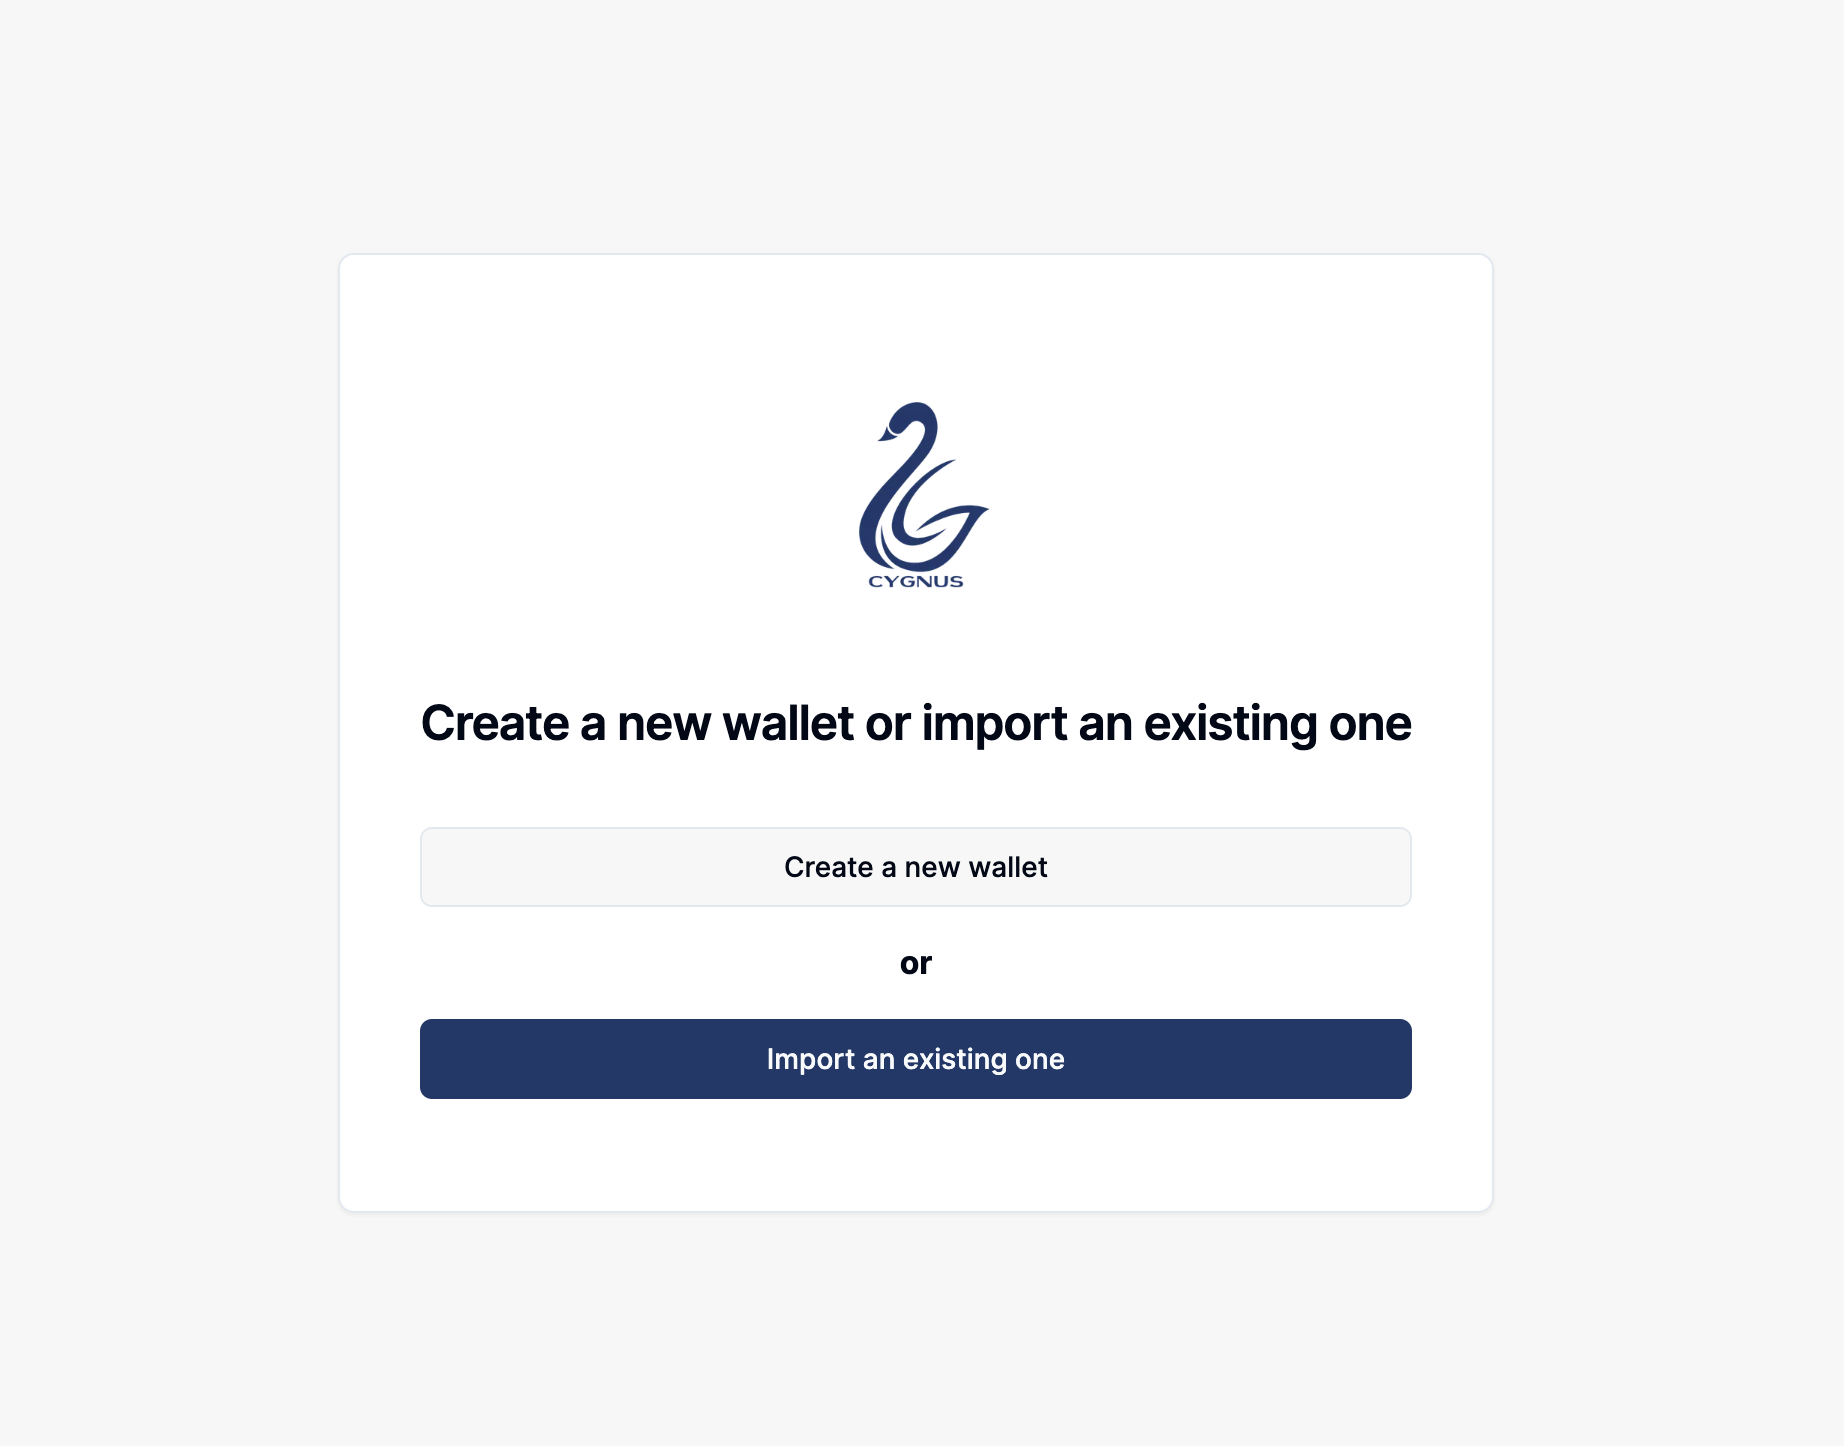 CYGNUS
Create a new wallet or import an existing one
Create a new wallet
or
Import an existing one